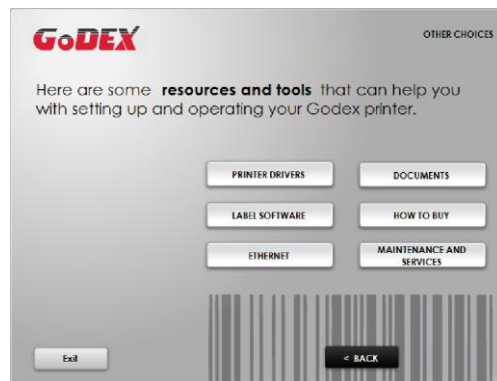 GoDEX
OTHER CHOICES
Here are some resources and tools that can help you
with setting up and operating your Godex printer.
PRINTER DRIVERS
DOCUMENTS
LABEL SOFTWARE
HOW TO BUY
ETHERNET
MAINTENANCE AND
SERVICES
Exit
< BACK